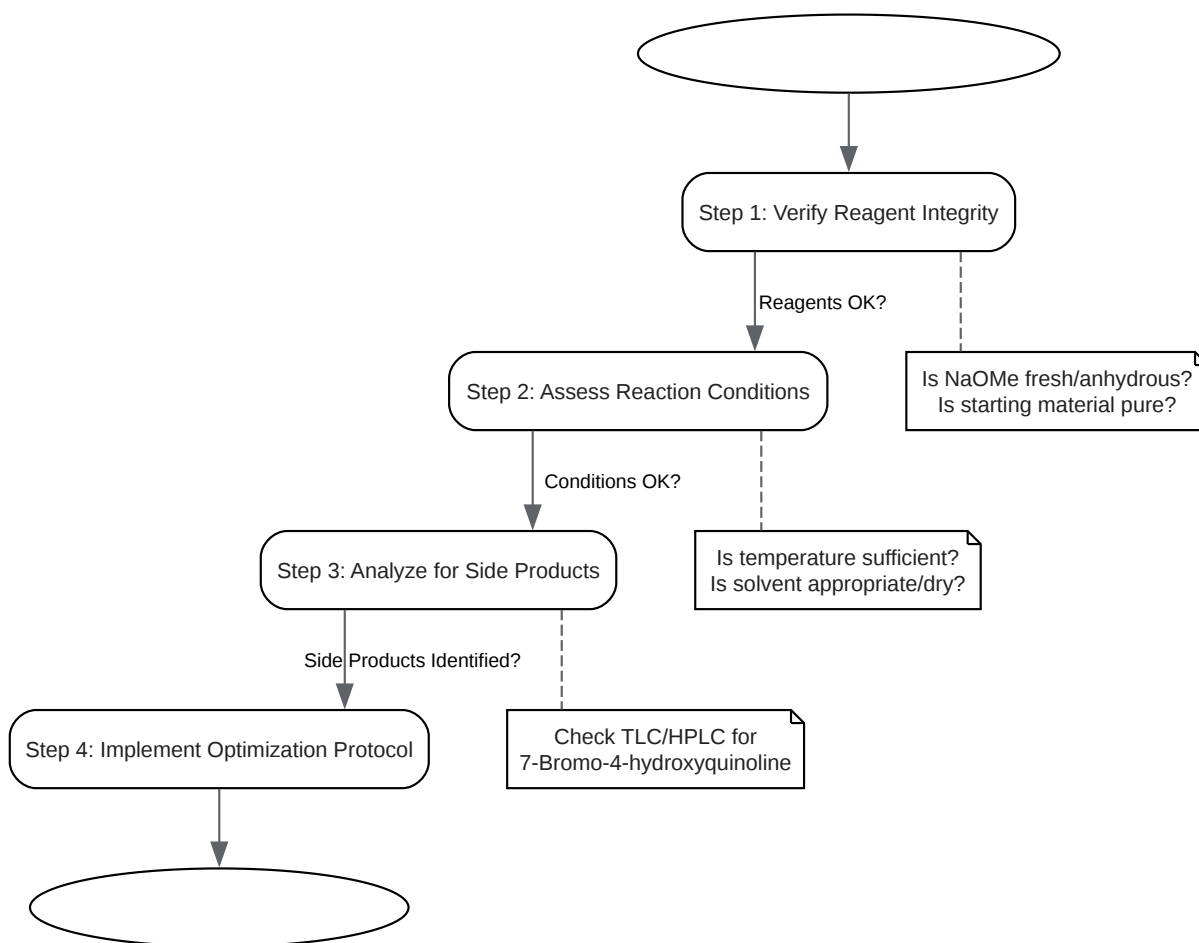 Step 1: Verify Reagent Integrity
Reagents OK?
Is NaOMe fresh/anhydrous?
Is starting material pure?
Step 2: Assess Reaction Conditions
Conditions OK?
Is temperature sufficient?
Is solvent appropriate/dry?
Step 3: Analyze for Side Products
Side Products Identified?
Check TLC/HPLC for
7-Bromo-4-hydroxyquinoline
Step 4: Implement Optimization Protocol